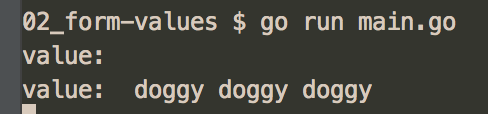 02_form-values $ go run main.go
value:
value:  doggy doggy doggy